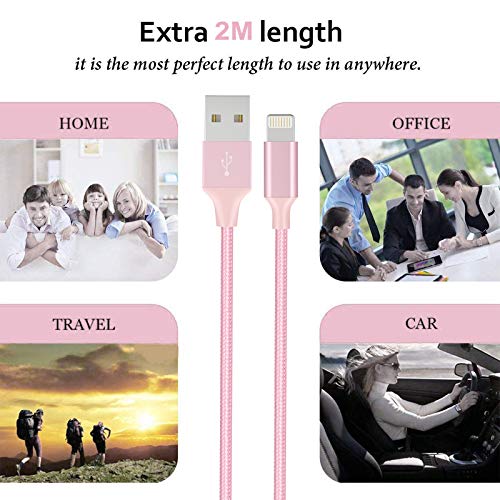 Extra 2M length
it is the most perfect length to use in anywhere.
HOME
OFFICE
TRAVEL
CAR